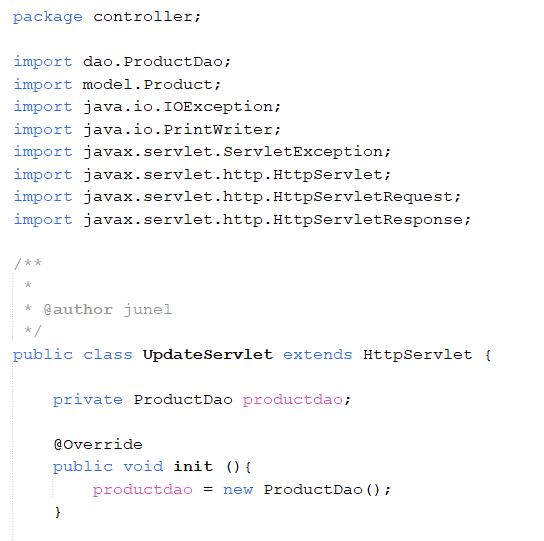 package controller;

import dao.ProductDao;
import model.Product;
import java.io.IOException;
import java.io.PrintWriter;
import javax.servlet.ServletException;
import javax.servlet.http.HttpServlet;
import javax.servlet.http.HttpServletRequest;
import javax.servlet.http.HttpServletResponse;

/**
 *
 * @author junel
 */
public class UpdateServlet extends HttpServlet {

    private ProductDao productdao;

    @Override
    public void init (){
        productdao = new ProductDao();
    }